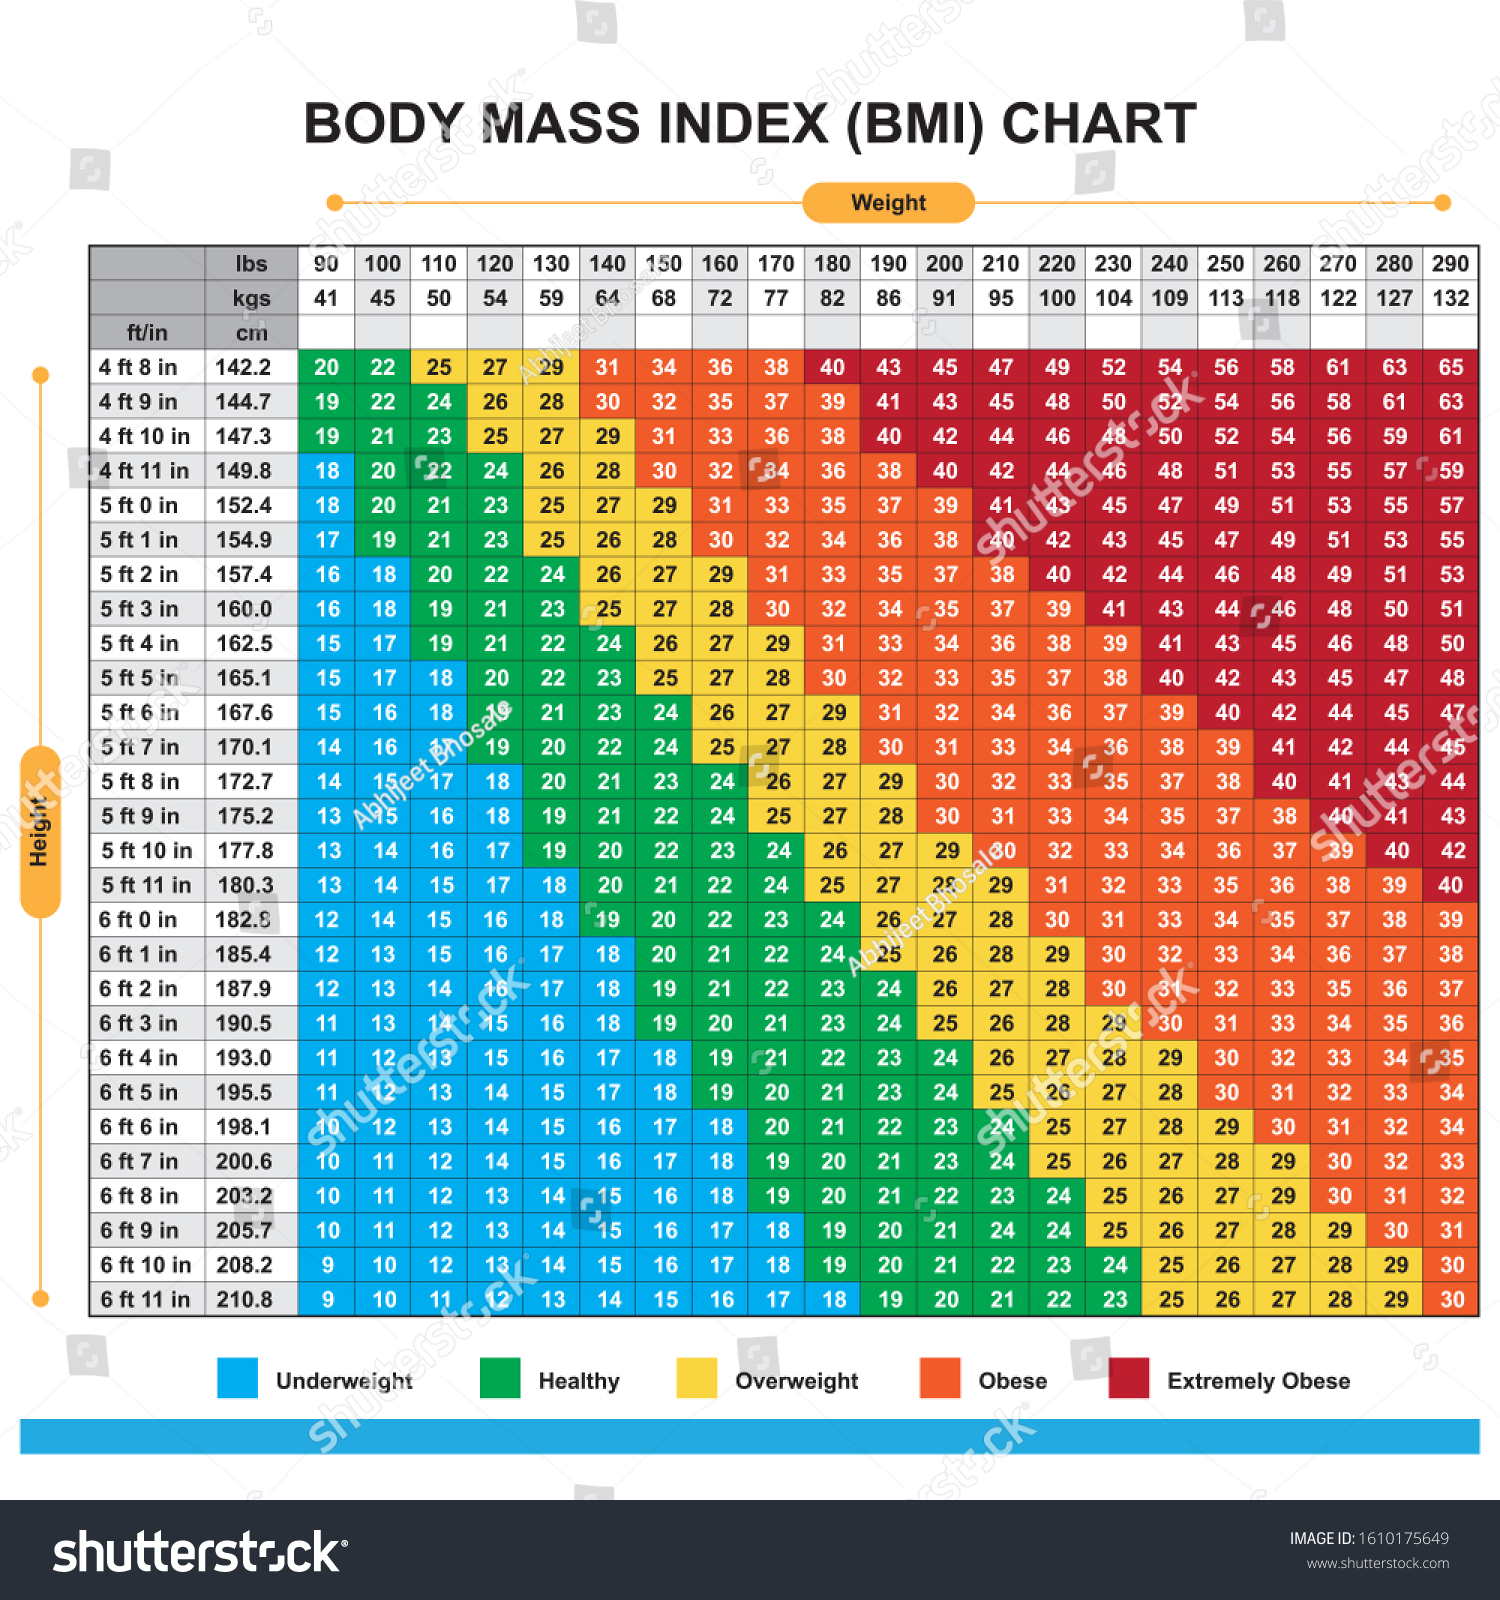 BODY MASS INDEX (BMI) CHART
Weight
lbs 90 100 110 120 130 140 150 160 170 180 190 200 210 220 230 240 250 260 270 280 290
kgs 41 45 50 54 59 64 68 72 77 82 86 91 95 100 104 109 113 118 122 127 132
ft/in cm
4 ft 8 in 142.2 20 22 25 27 29 31 34 36 38 40 43 45 47 49 52 54 56 58 61 63 65
4 ft 9 in 144.7 19 22 24 26 28 30 32 35 37 39 41 43 45 48 50 52 54 56 58 61 63
4 ft 10 in 147.3 19 21 23 25 27 29 31 33 36 38 40 42 44 46 48 50 52 54 56 59 61
4 ft 11 in 149.8 18 20 22 24 26 28 30 32 34 36 38 40 42 44 46 48 51 53 55 57 59
5 ft 0 in 152.4 18 20 21 23 25 27 29 31 33 35 37 39 41 43 45 47 49 51 53 55 57
5 ft 1 in 154.9 17 19 21 23 25 26 28 30 32 34 36 38 40 42 43 45 47 49 51 53 55
5 ft 2 in 157.4 16 18 20 22 24 26 27 29 31 33 35 37 38 40 42 44 46 48 49 51 53
5 ft 3 in 160.0 16 18 19 21 23 25 27 28 30 32 34 35 37 39 41 43 44 46 48 50 51
5 ft 4 in 162.5 15 17 19 21 22 24 26 27 29 31 33 34 36 38 39 41 43 45 46 48 50
5 ft 5 in 165.1 15 17 18 20 22 23 25 27 28 30 32 33 35 37 38 40 42 43 45 47 48
5 ft 6 in 167.6 15 16 18 19 21 23 24 26 27 29 31 32 34 36 37 39 40 42 44 45 47
5 ft 7 in 170.1 14 16 17 19 20 22 24 25 27 28 30 31 33 34 36 38 39 41 42 44 45
5 ft 8 in 172.7 14 15 17 18 20 21 23 24 26 27 29 30 32 33 35 37 38 40 41 43 44
5 ft 9 in 175.2 13 15 16 18 19 21 22 24 25 27 28 30 31 33 34 35 37 38 40 41 43
5 ft 10 in 177.8 13 14 16 17 19 20 22 23 24 26 27 29 30 32 33 34 36 37 39 40 42
5 ft 11 in 180.3 13 14 15 17 18 20 21 22 24 25 27 28 29 31 32 33 35 36 38 39 40
6 ft 0 in 182.8 12 14 15 16 18 19 20 22 23 24 26 27 28 30 31 33 34 35 37 38 39
6 ft 1 in 185.4 12 13 15 16 17 18 20 21 22 24 25 26 28 29 30 32 33 34 36 37 38
6 ft 2 in 187.9 12 13 14 16 17 18 19 21 22 23 24 26 27 28 30 31 32 33 35 36 37
6 ft 3 in 190.5 11 13 14 15 16 18 19 20 21 23 24 25 26 28 29 30 31 33 34 35 36
6 ft 4 in 193.0 11 12 13 15 16 17 18 19 21 22 23 24 26 27 28 29 30 32 33 34 35
6 ft 5 in 195.5 11 12 13 14 15 17 18 19 20 21 23 24 25 26 27 28 30 31 32 33 34
6 ft 6 in 198.1 10 12 13 14 15 16 17 18 20 21 22 23 24 25 27 28 29 30 31 32 34
6 ft 7 in 200.6 10 11 12 14 15 16 17 18 19 20 21 23 24 25 26 27 28 29 30 32 33
6 ft 8 in 203.2 10 11 12 13 14 15 16 18 19 20 21 22 23 24 25 26 27 29 30 31 32
6 ft 9 in 205.7 10 11 12 13 14 15 16 17 18 19 20 21 24 24 25 26 27 28 29 30 31
6 ft 10 in 208.2 9 10 12 13 14 15 16 17 18 19 20 21 22 23 24 25 26 27 28 29 30
6 ft 11 in 210.8 9 10 11 12 13 14 15 16 17 18 19 20 21 22 23 25 26 27 28 29 30
Height
Underweight Healthy Overweight Obese Extremely Obese
shutterstock
Abhijeet Bhosale
shutterstock
IMAGE ID: 1610175649
www.shutterstock.com